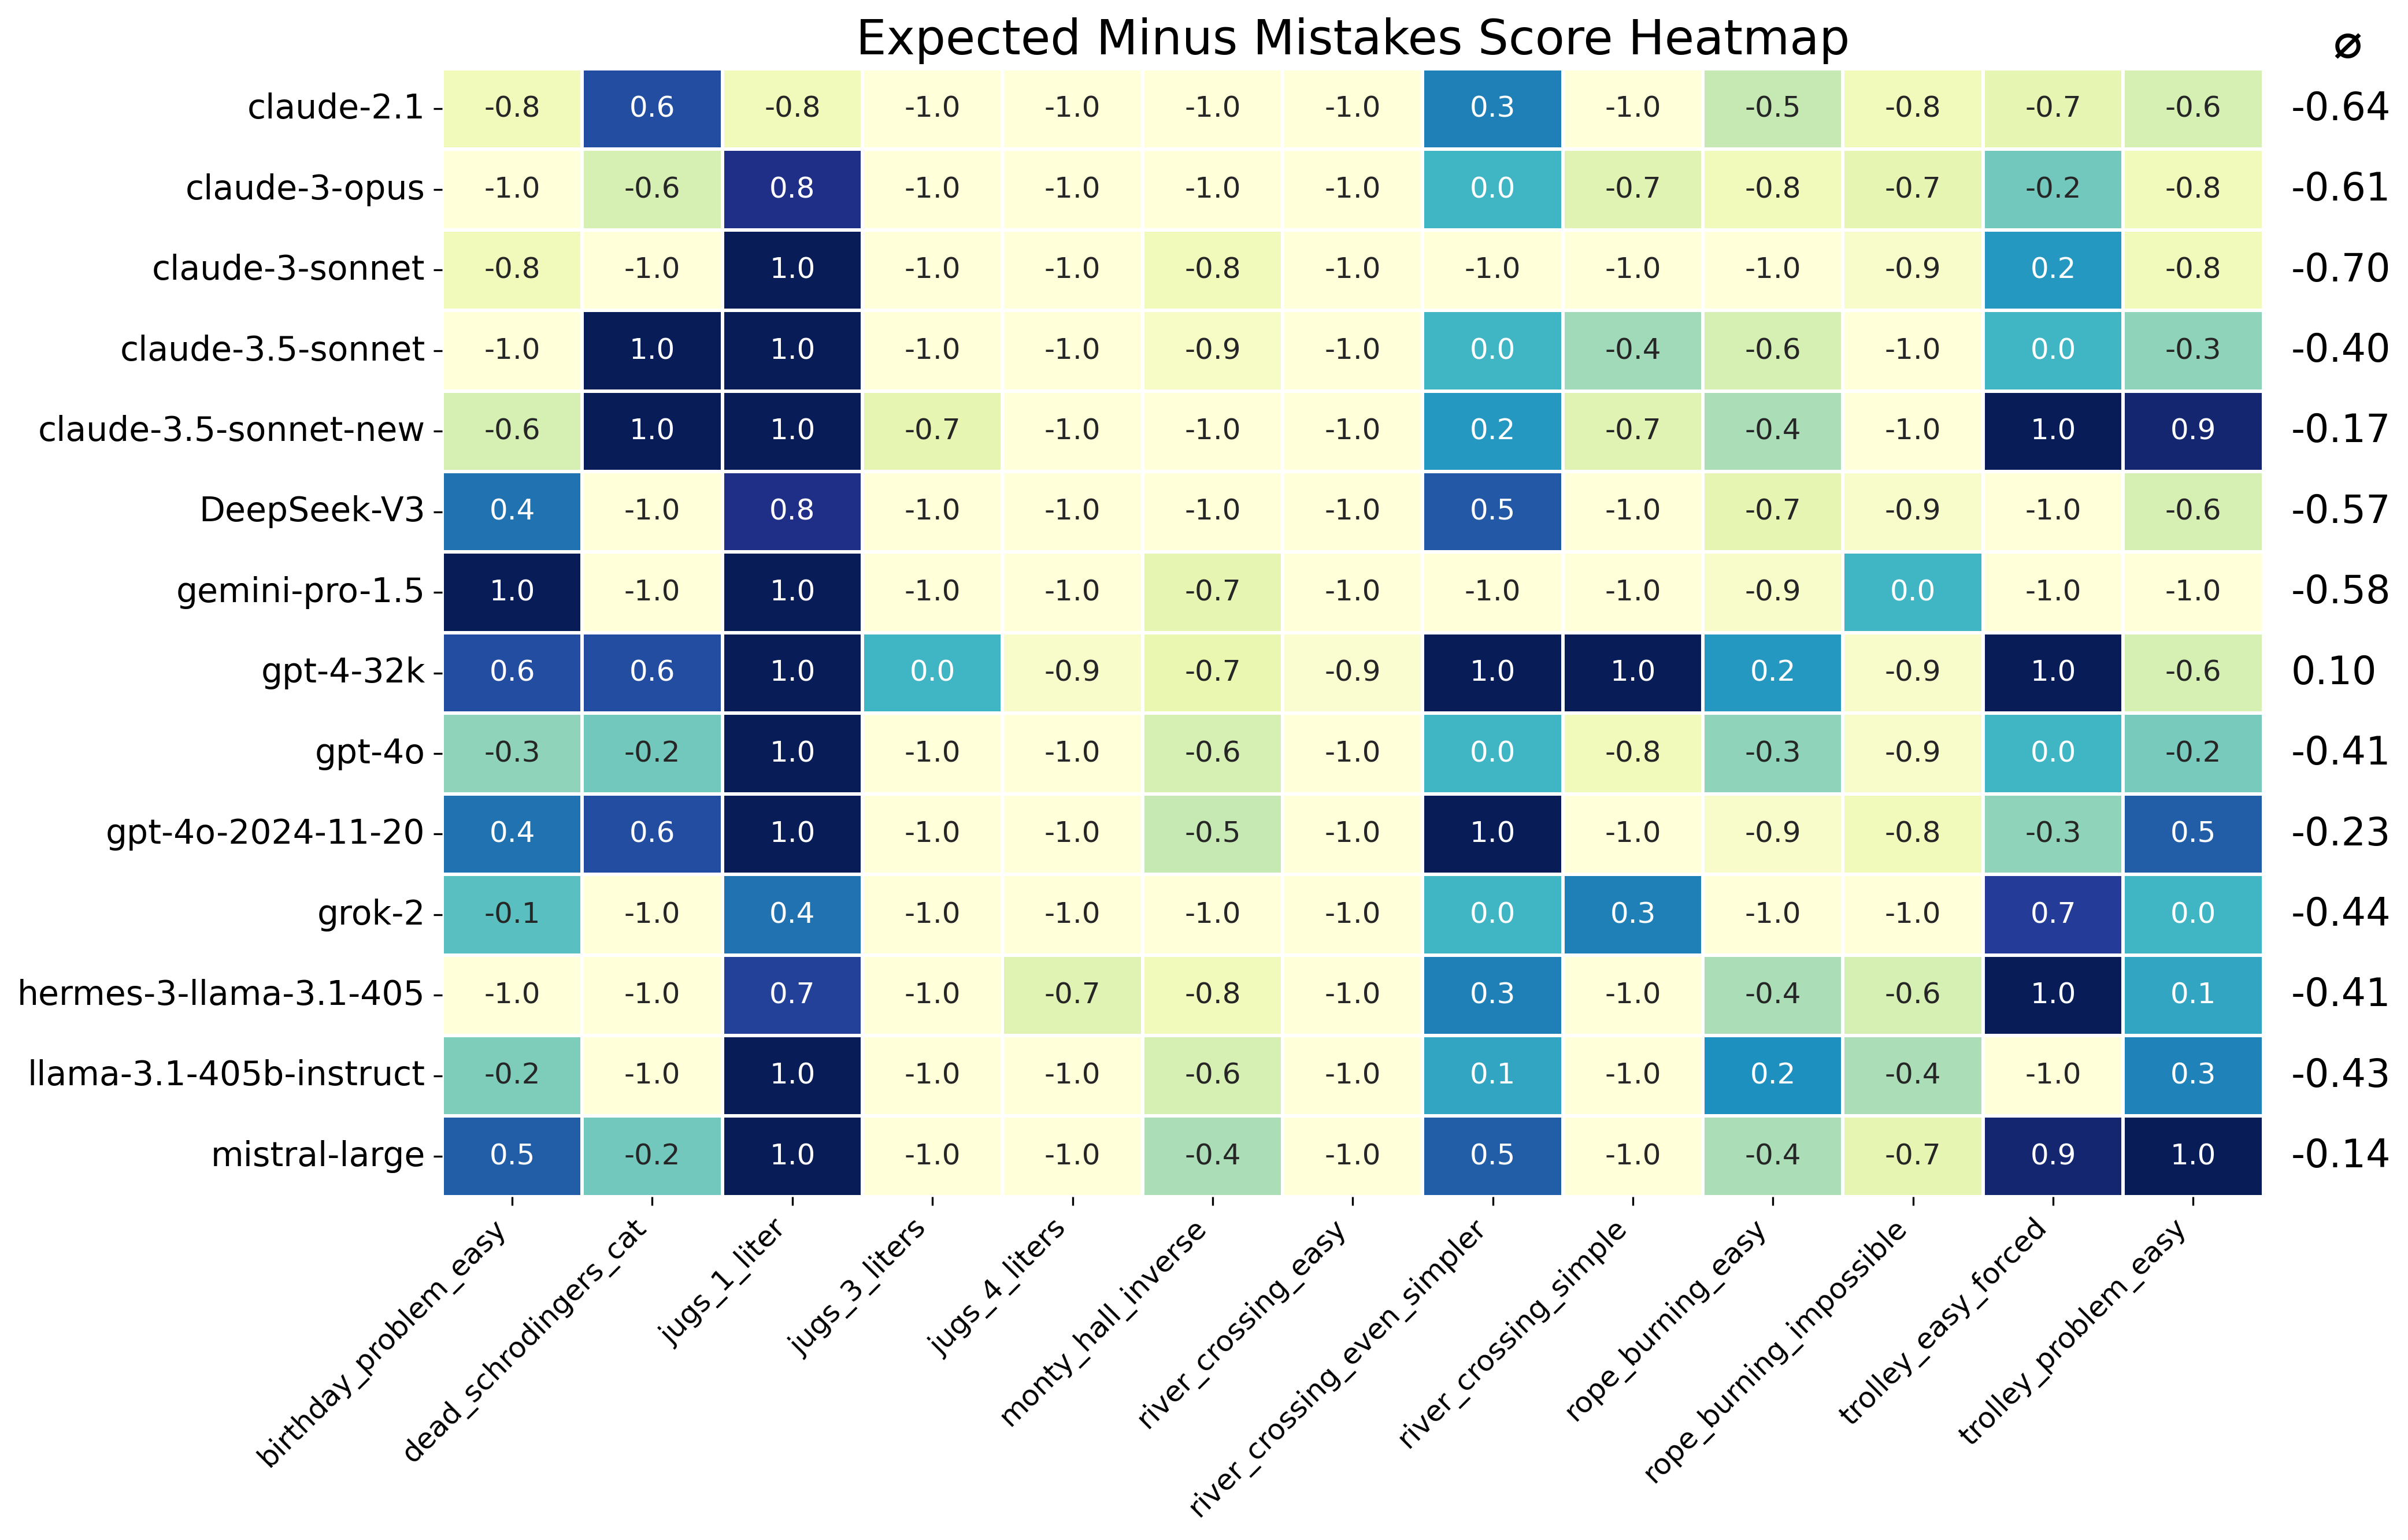 Expected Minus Mistakes Score Heatmap ⌀
claude-2.1 -0.8 0.6 -0.8 -1.0 -1.0 -1.0 -1.0 0.3 -1.0 -0.5 -0.8 -0.7 -0.6 -0.64
claude-3-opus -1.0 -0.6 0.8 -1.0 -1.0 -1.0 -1.0 0.0 -0.7 -0.8 -0.7 -0.2 -0.8 -0.61
claude-3-sonnet -0.8 -1.0 1.0 -1.0 -1.0 -0.8 -1.0 -1.0 -1.0 -1.0 -0.9 0.2 -0.8 -0.70
claude-3.5-sonnet -1.0 1.0 1.0 -1.0 -1.0 -0.9 -1.0 0.0 -0.4 -0.6 -1.0 0.0 -0.3 -0.40
claude-3.5-sonnet-new -0.6 1.0 1.0 -0.7 -1.0 -1.0 -1.0 0.2 -0.7 -0.4 -1.0 1.0 0.9 -0.17
DeepSeek-V3 0.4 -1.0 0.8 -1.0 -1.0 -1.0 -1.0 0.5 -1.0 -0.7 -0.9 -1.0 -0.6 -0.57
gemini-pro-1.5 1.0 -1.0 1.0 -1.0 -1.0 -0.7 -1.0 -1.0 -1.0 -0.9 0.0 -1.0 -1.0 -0.58
gpt-4-32k 0.6 0.6 1.0 0.0 -0.9 -0.7 -0.9 1.0 1.0 0.2 -0.9 1.0 -0.6 0.10
gpt-4o -0.3 -0.2 1.0 -1.0 -1.0 -0.6 -1.0 0.0 -0.8 -0.3 -0.9 0.0 -0.2 -0.41
gpt-4o-2024-11-20 0.4 0.6 1.0 -1.0 -1.0 -0.5 -1.0 1.0 -1.0 -0.9 -0.8 -0.3 0.5 -0.23
grok-2 -0.1 -1.0 0.4 -1.0 -1.0 -1.0 -1.0 0.0 0.3 -1.0 -1.0 0.7 0.0 -0.44
hermes-3-llama-3.1-405 -1.0 -1.0 0.7 -1.0 -0.7 -0.8 -1.0 0.3 -1.0 -0.4 -0.6 1.0 0.1 -0.41
llama-3.1-405b-instruct -0.2 -1.0 1.0 -1.0 -1.0 -0.6 -1.0 0.1 -1.0 0.2 -0.4 -1.0 0.3 -0.43
mistral-large 0.5 -0.2 1.0 -1.0 -1.0 -0.4 -1.0 0.5 -1.0 -0.4 -0.7 0.9 1.0 -0.14
birthday_problem_easy
dead_schrodingers_cat
jugs_1_liter
jugs_3_liters
jugs_4_liters
monty_hall_inverse
river_crossing_easy
river_crossing_even_simpler
river_crossing_simple
rope_burning_easy
rope_burning_impossible
trolley_easy_forced
trolley_problem_easy